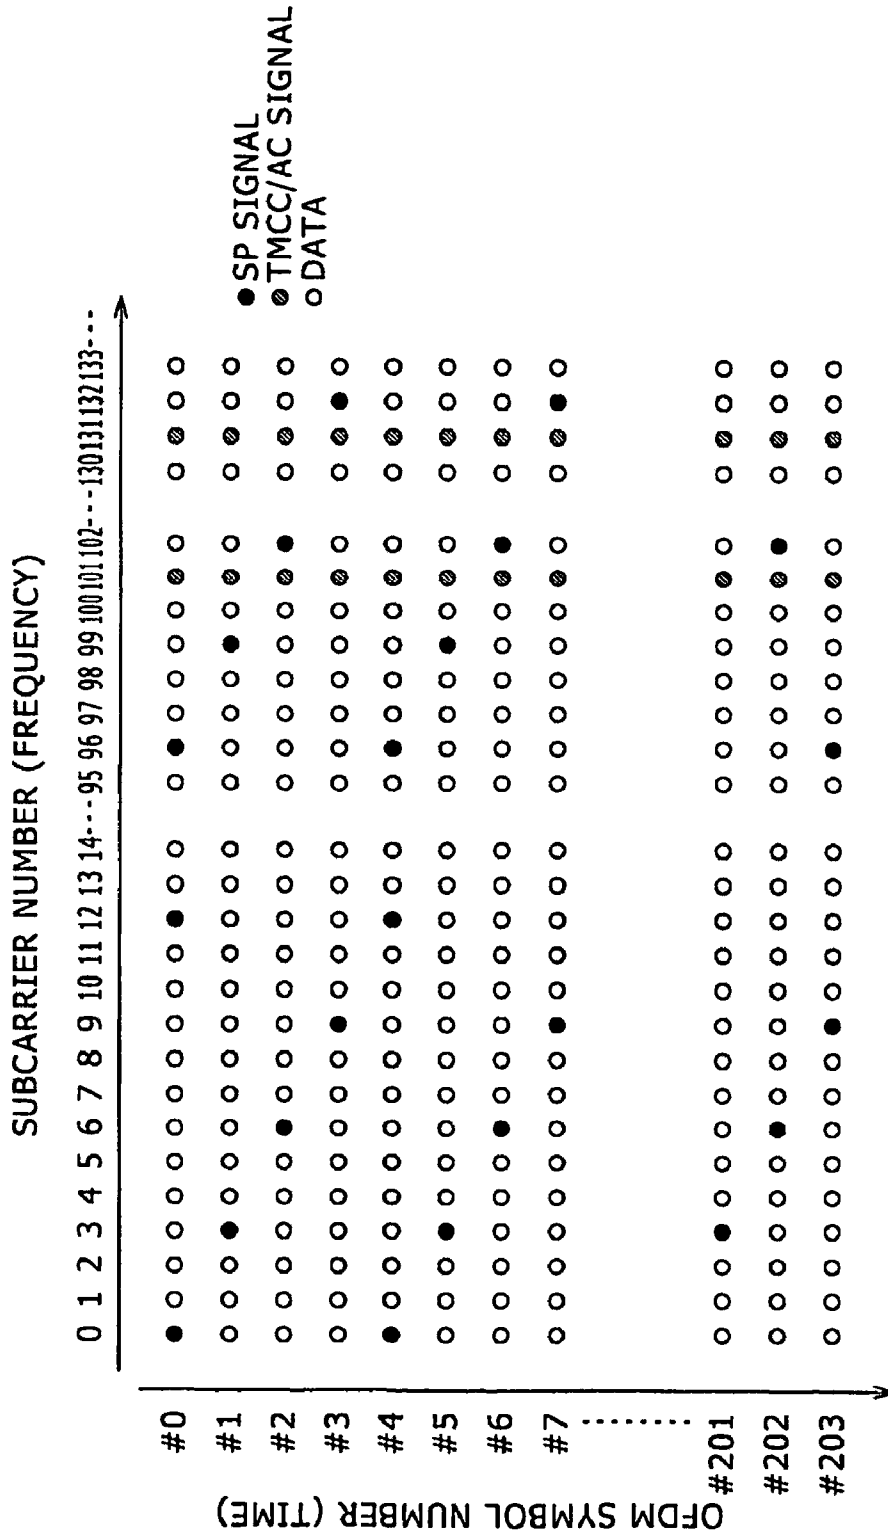 SUBCARRIER NUMBER (FREQUENCY)
0 1 2 3 4 5 6 7 8 9 10 11 12 13 14---95 96 97 98 99 100 101 102---130 131 132 133---
SP SIGNAL
TMCC/AC SIGNAL
DATA
OFDM SYMBOL NUMBER (TIME)
#0
#1
#2
#3
#4
#5
#6
#7
#201
#202
#203